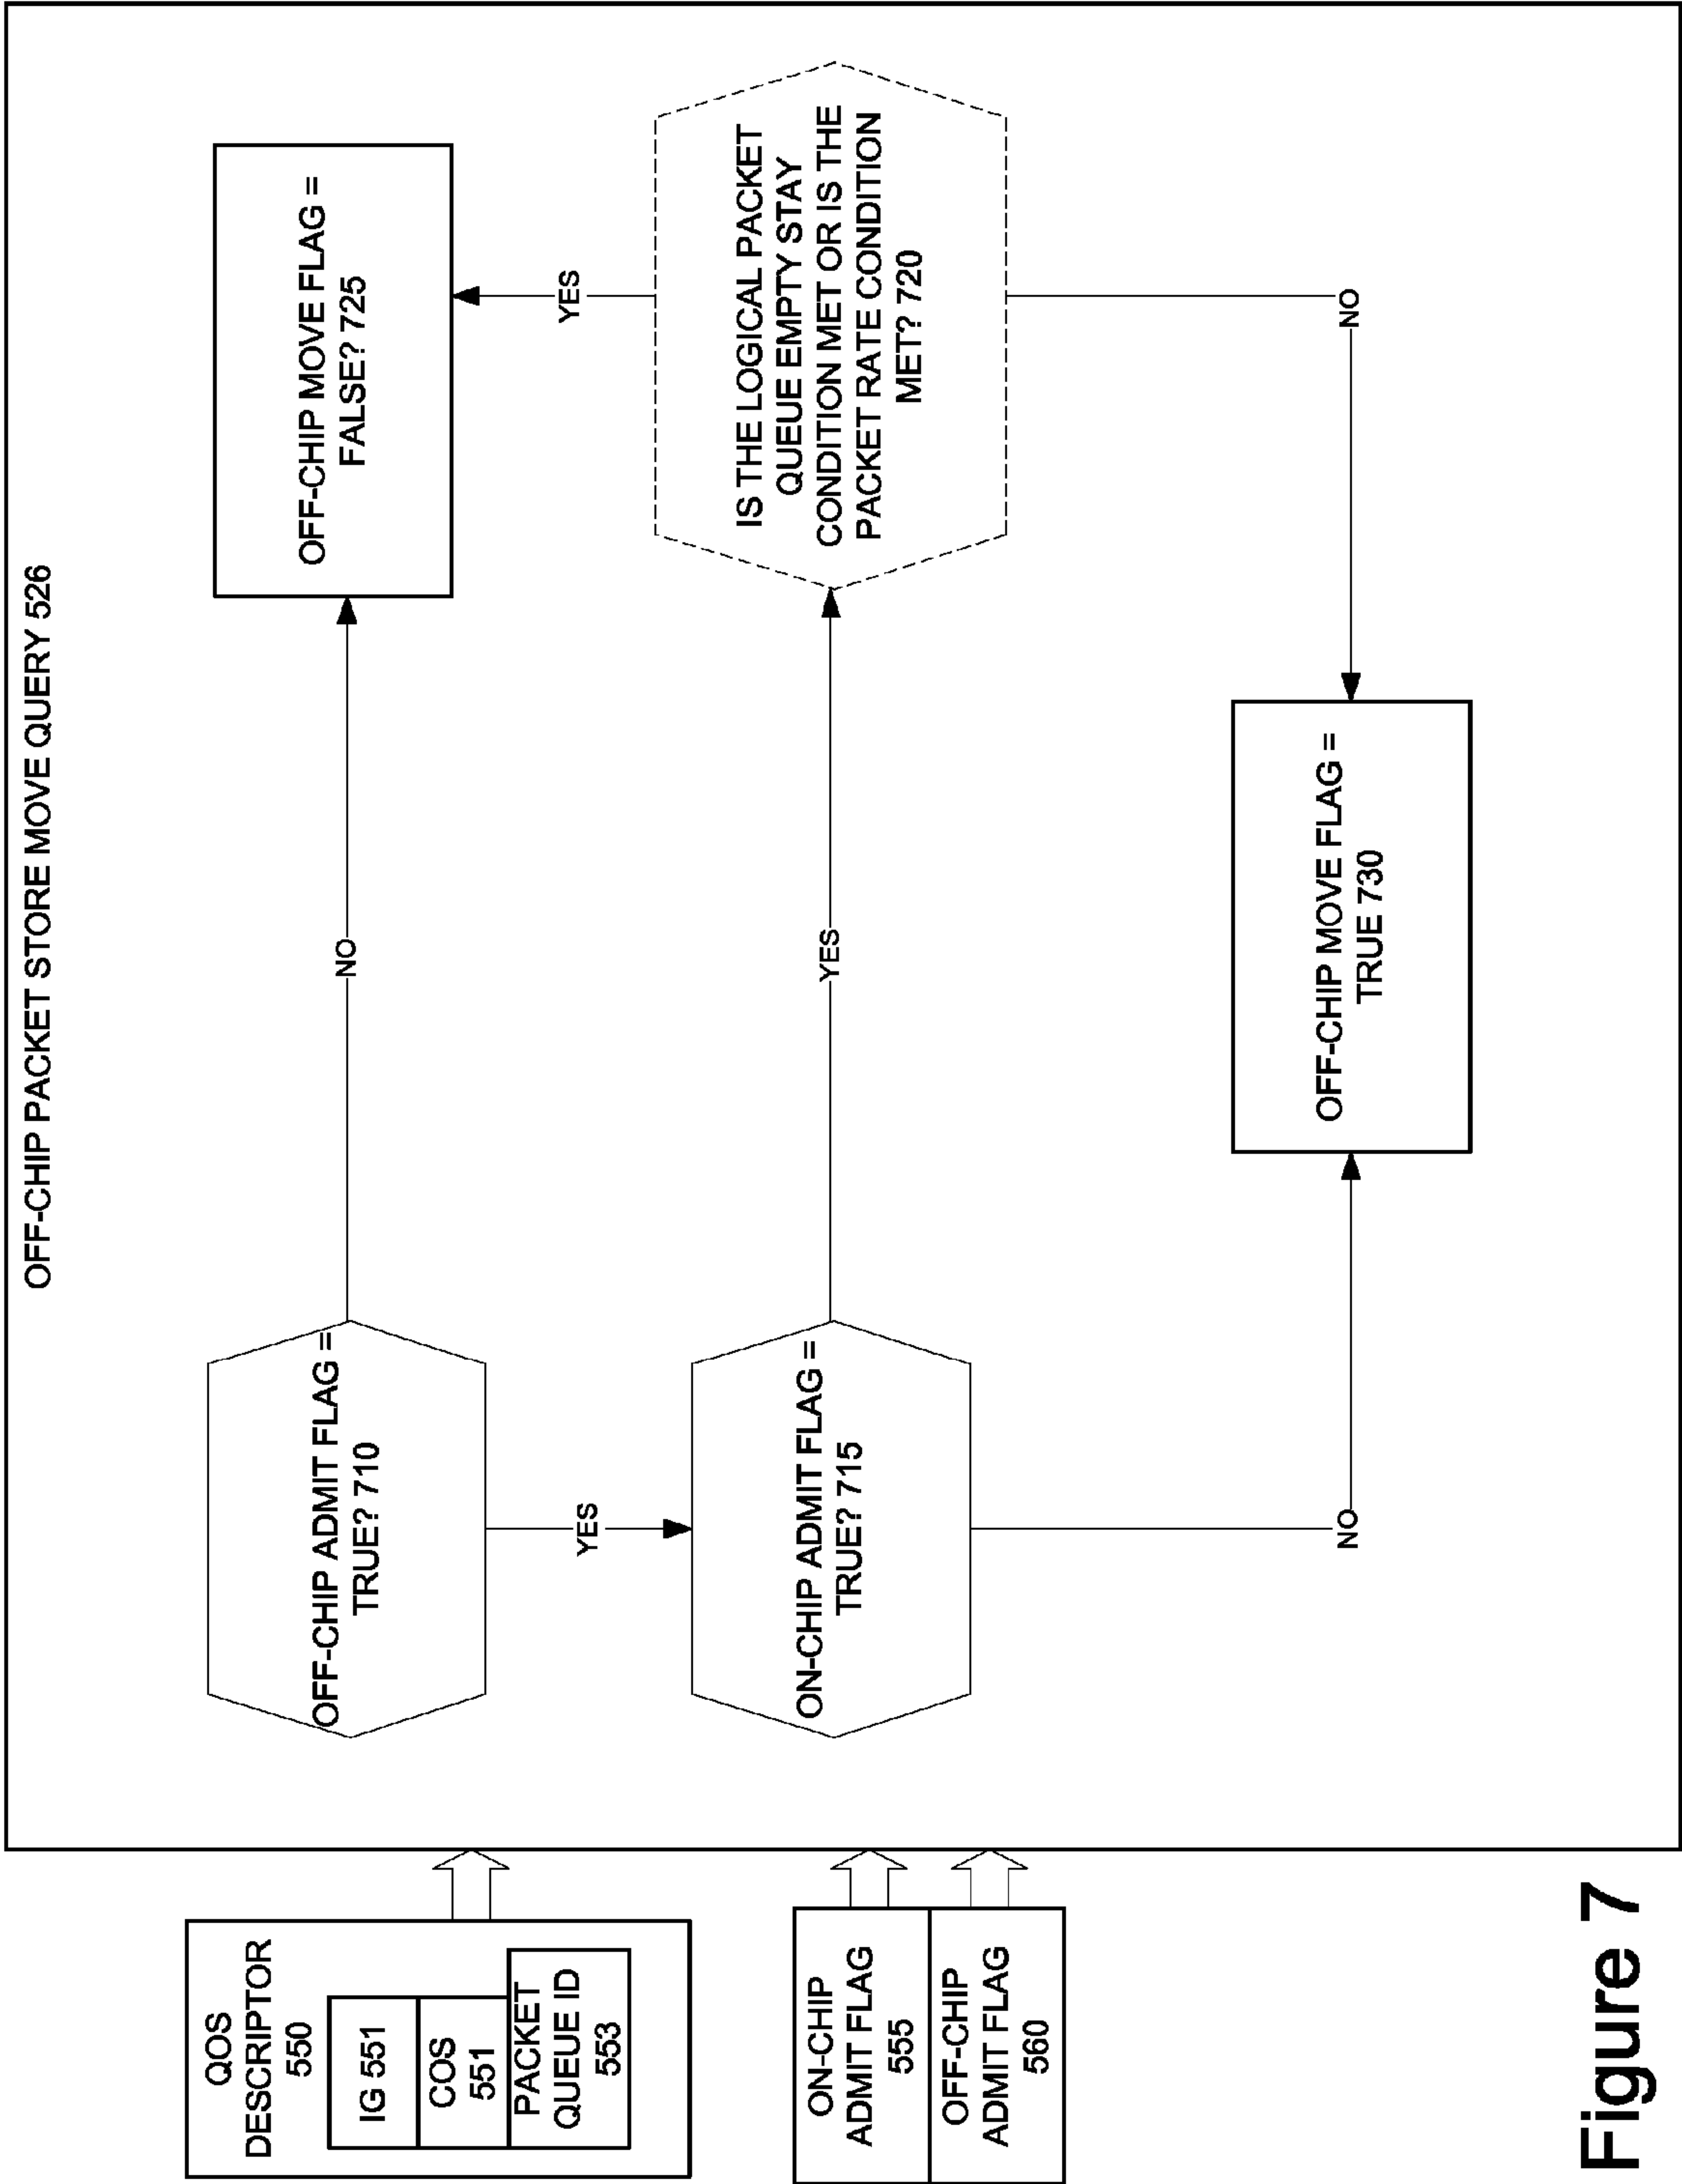 OFF-CHIP PACKET STORE MOVE QUERY 526
QOS
DESCRIPTOR
550
IG 551
COS
551
PACKET
QUEUE ID
553
ON-CHIP
ADMIT FLAG
555
OFF-CHIP
ADMIT FLAG
560
OFF-CHIP ADMIT FLAG =
TRUE? 710
NO
OFF-CHIP MOVE FLAG =
FALSE? 725
YES
YES
ON-CHIP ADMIT FLAG =
TRUE? 715
YES
IS THE LOGICAL PACKET
QUEUE EMPTY STAY
CONDITION MET OR IS THE
PACKET RATE CONDITION
MET? 720
NO
NO
OFF-CHIP MOVE FLAG =
TRUE 730
Figure 7